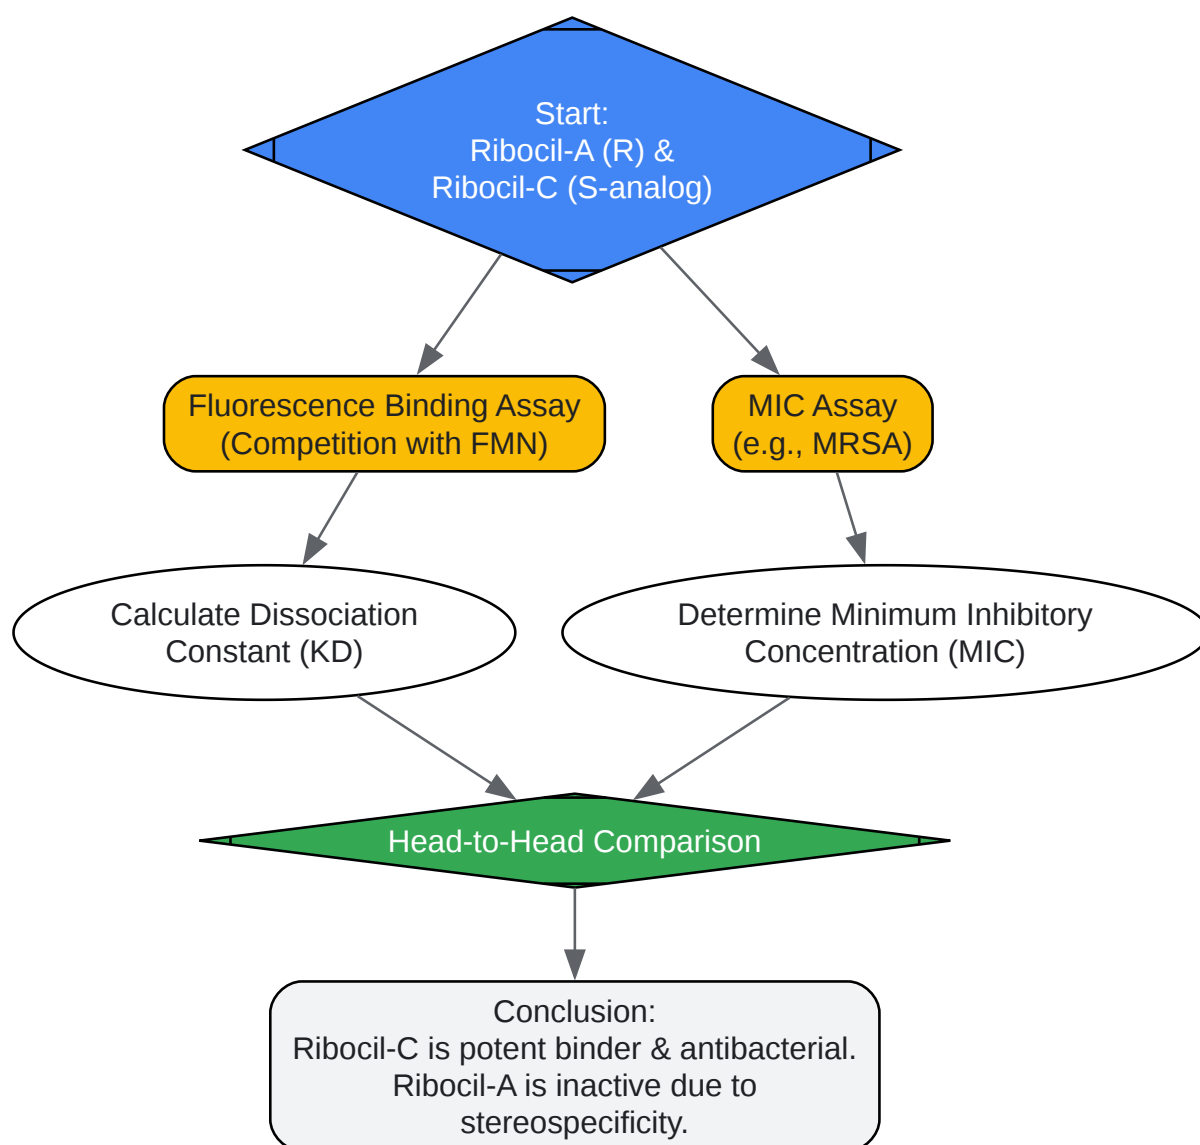 Start:
Ribocil-A (R) &
Ribocil-C (S-analog)
Fluorescence Binding Assay
(Competition with FMN)
MIC Assay
(e.g., MRSA)
Calculate Dissociation
Constant (KD)
Determine Minimum Inhibitory
Concentration (MIC)
Head-to-Head Comparison
Conclusion:
Ribocil-C is potent binder & antibacterial.
Ribocil-A is inactive due to
stereospecificity.